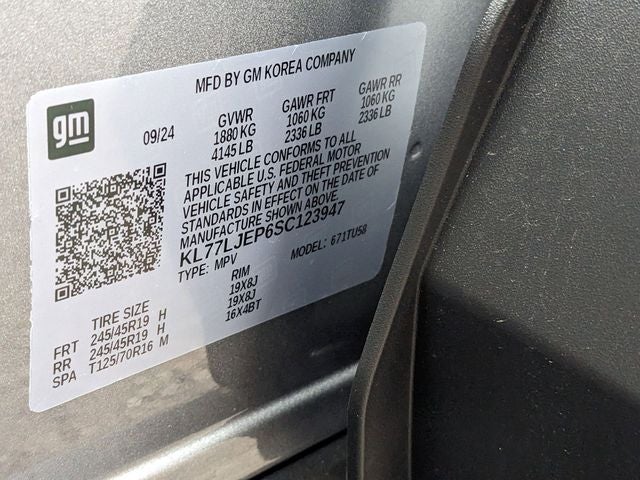 MFD BY GM KOREA COMPANY
gm
09/24
GVWR
1880 KG
4145 LB
GAWR FRT
1060 KG
2336 LB
GAWR RR
1060 KG
2336 LB
THIS VEHICLE CONFORMS TO ALL
APPLICABLE U.S. FEDERAL MOTOR
VEHICLE SAFETY AND THEFT PREVENTION
STANDARDS IN EFFECT ON THE DATE OF
MANUFACTURE SHOWN ABOVE.
KL77LJEP6SC123947
TYPE: MPV
MODEL: 671TU58
TIRE SIZE
RIM
FRT 245/45R19 H 19X8J
RR 245/45R19 H 19X8J
SPA T125/70R16 M 16X4BT